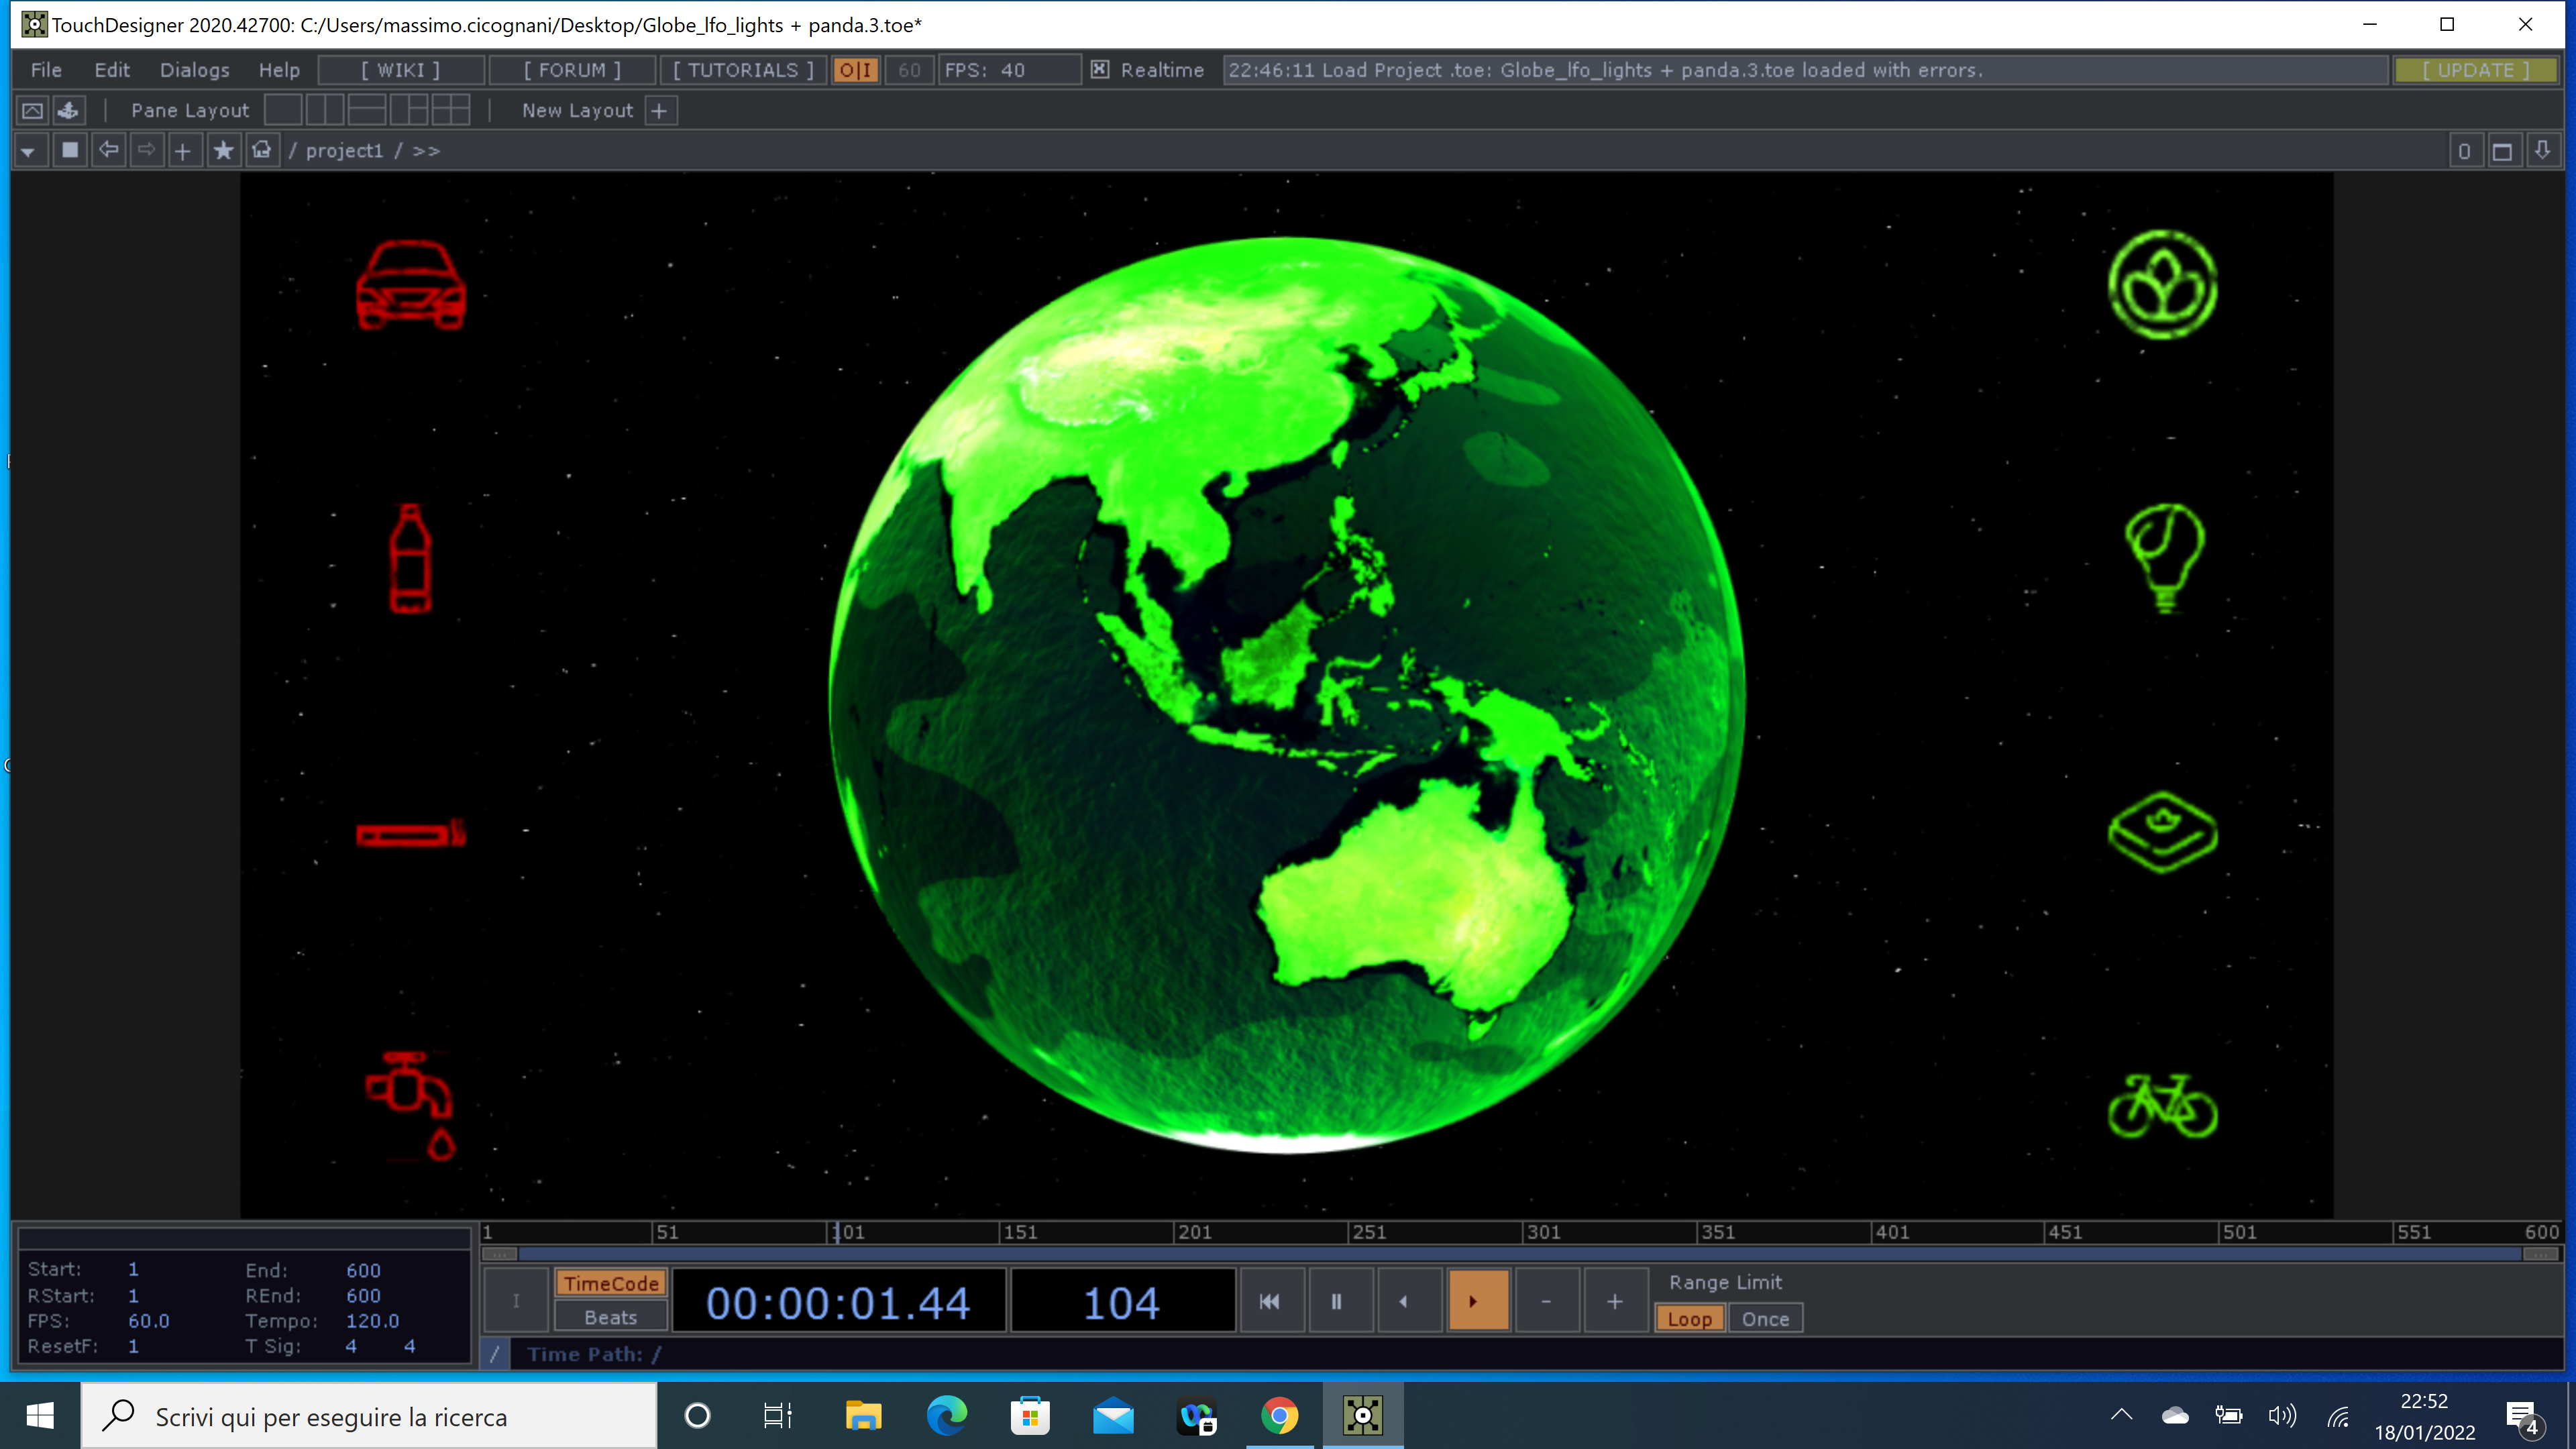 TouchDesigner 2020.42700: C:/Users/massimo.cicognani/Desktop/Globe_lfo_lights + panda.3.toe*
File Edit Dialogs Help [ WIKI ] [ FORUM ] [ TUTORIALS ] O|I 60 FPS: 40 Realtime 22:46:11 Load Project .toe: Globe_lfo_lights + panda.3.toe loaded with errors. [ UPDATE ]
Pane Layout New Layout +
/ project1 / >> 0
1 51 101 151 201 251 301 351 401 451 501 551 600
Start: 1 End: 600
RStart: 1 REnd: 600
FPS: 60.0 Tempo: 120.0
ResetF: 1 T Sig: 4 4
I TimeCode 00:00:01.44 104 - + Range Limit
Beats Loop Once
/ Time Path: /
Scrivi qui per eseguire la ricerca
22:52
18/01/2022
4